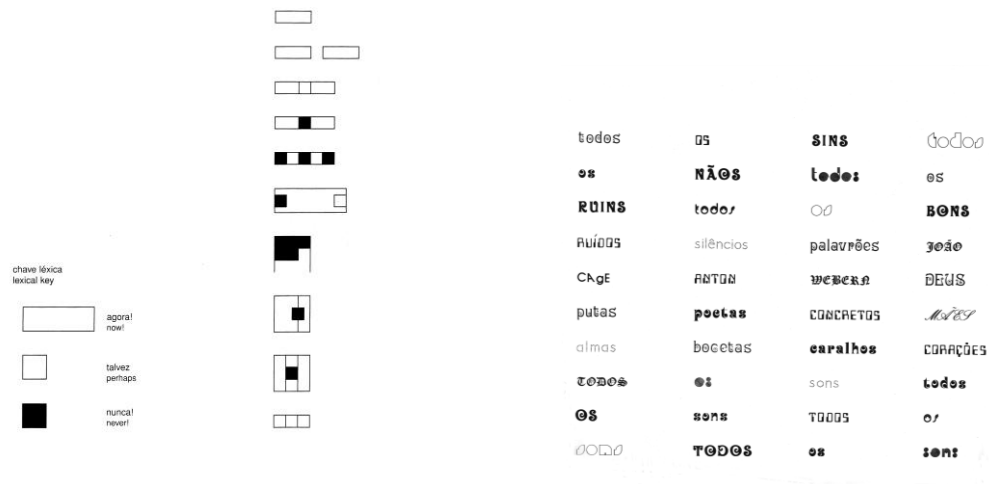 chave léxica
lexical key
agora!
now!
talvez
perhaps
nunca!
never!
todos OS SINS todos
os NÃOS todos os
RUINS todos os BONS
RUÍDOS silêncios palavrões JOÃO
CAgE ANTON WEBERN DEUS
putas poetas CONCRETOS MÃES
almas bocetas caralhos CORAÇÕES
TODOS os sons todos
OS sons TODOS os
sons TODOS os sons